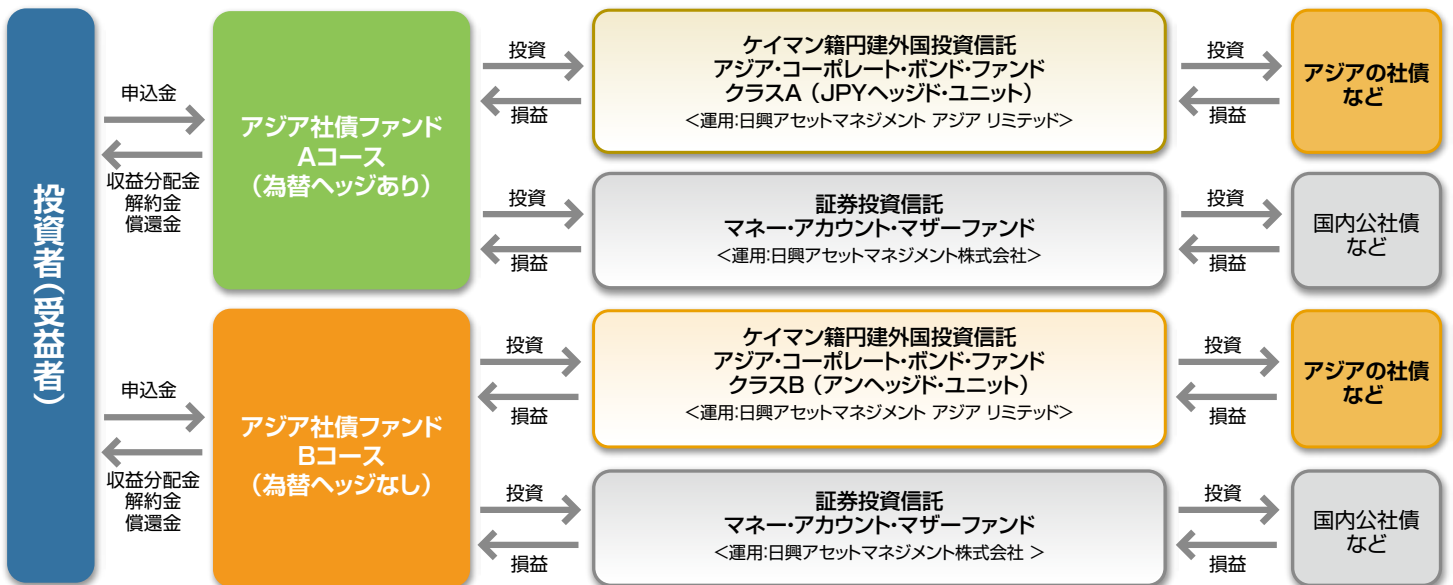 投資者(受益者)
申込金
収益分配金
解約金
償還金
アジア社債ファンド
Aコース
(為替ヘッジあり)
投資
損益
ケイマン籍円建外国投資信託
アジア・コーポレート・ボンド・ファンド
クラスA (JPYヘッジド・ユニット)
<運用:日興アセットマネジメント アジア リミテッド>
投資
損益
アジアの社債
など
投資
損益
証券投資信託
マネー・アカウント・マザーファンド
<運用:日興アセットマネジメント株式会社>
投資
損益
国内公社債
など
申込金
収益分配金
解約金
償還金
アジア社債ファンド
Bコース
(為替ヘッジなし)
投資
損益
ケイマン籍円建外国投資信託
アジア・コーポレート・ボンド・ファンド
クラスB (アンヘッジド・ユニット)
<運用:日興アセットマネジメント アジア リミテッド>
投資
損益
アジアの社債
など
投資
損益
証券投資信託
マネー・アカウント・マザーファンド
<運用:日興アセットマネジメント株式会社 >
投資
損益
国内公社債
など